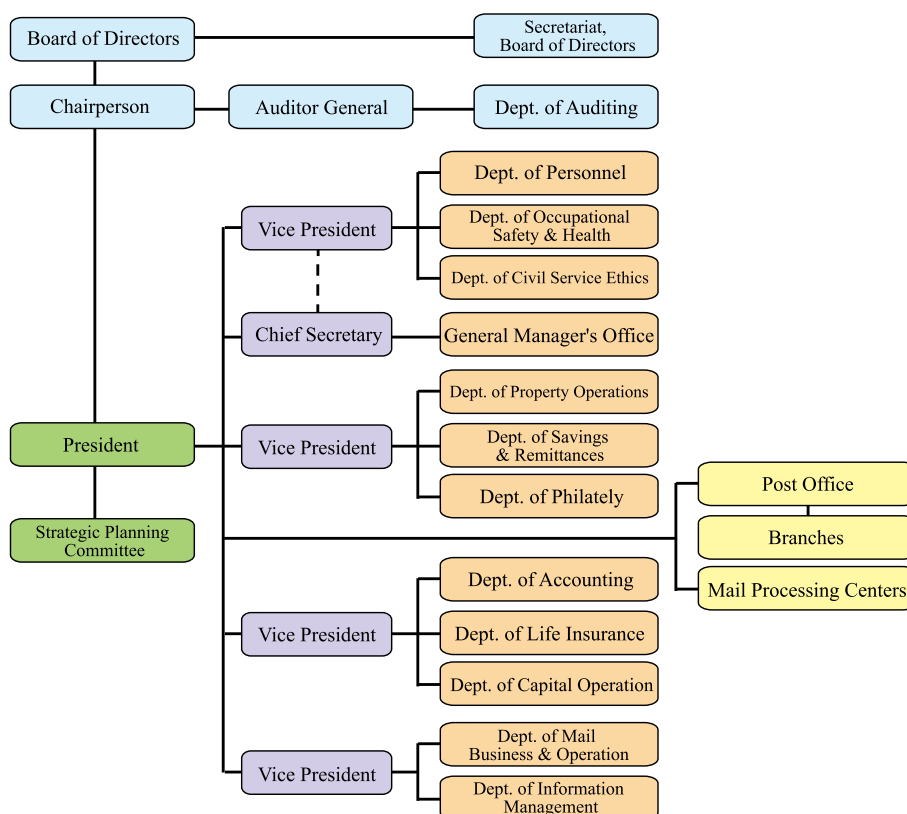 Board of Directors
Secretariat,
Board of Directors
Chairperson
Auditor General
Dept. of Auditing
Dept. of Personnel
Vice President
Dept. of Occupational
Safety & Health
Dept. of Civil Service Ethics
Chief Secretary
General Manager's Office
Dept. of Property Operations
President
Vice President
Dept. of Savings
& Remittances
Dept. of Philately
Post Office
Strategic Planning
Committee
Branches
Mail Processing Centers
Dept. of Accounting
Vice President
Dept. of Life Insurance
Dept. of Capital Operation
Dept. of Mail
Business & Operation
Vice President
Dept. of Information
Management